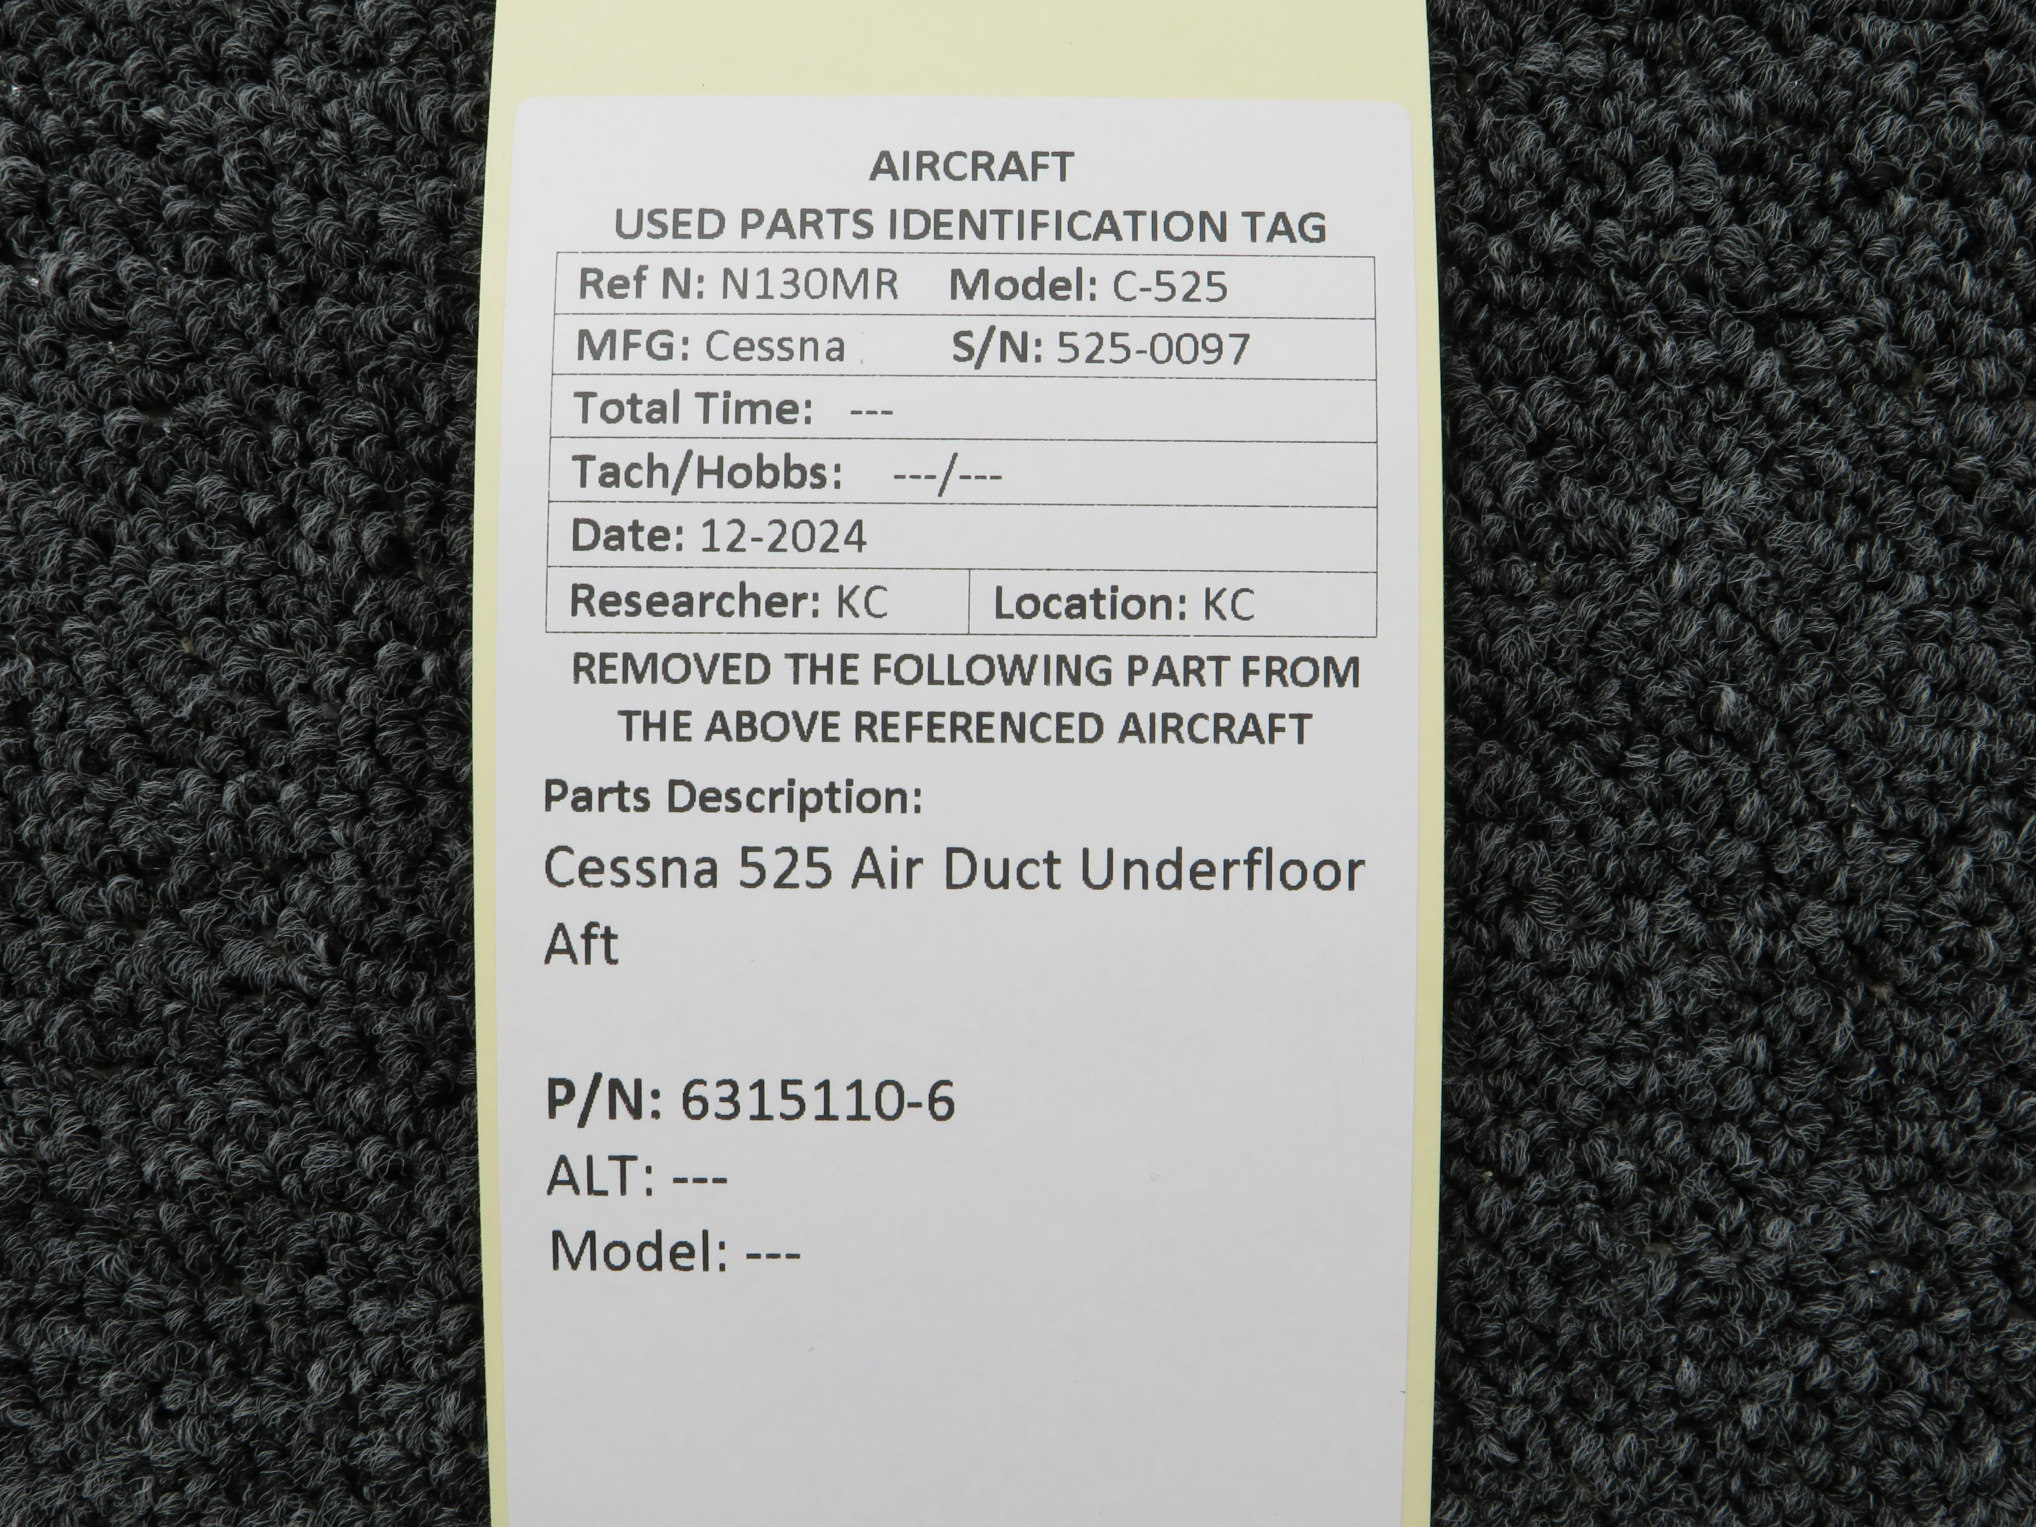 AIRCRAFT
USED PARTS IDENTIFICATION TAG
Ref N: N130MR Model: C-525
MFG: Cessna S/N: 525-0097
Total Time: ---
Tach/Hobbs: ---/---
Date: 12-2024
Researcher: KC Location: KC
REMOVED THE FOLLOWING PART FROM
THE ABOVE REFERENCED AIRCRAFT
Parts Description:
Cessna 525 Air Duct Underfloor
Aft
P/N: 6315110-6
ALT: ---
Model: ---